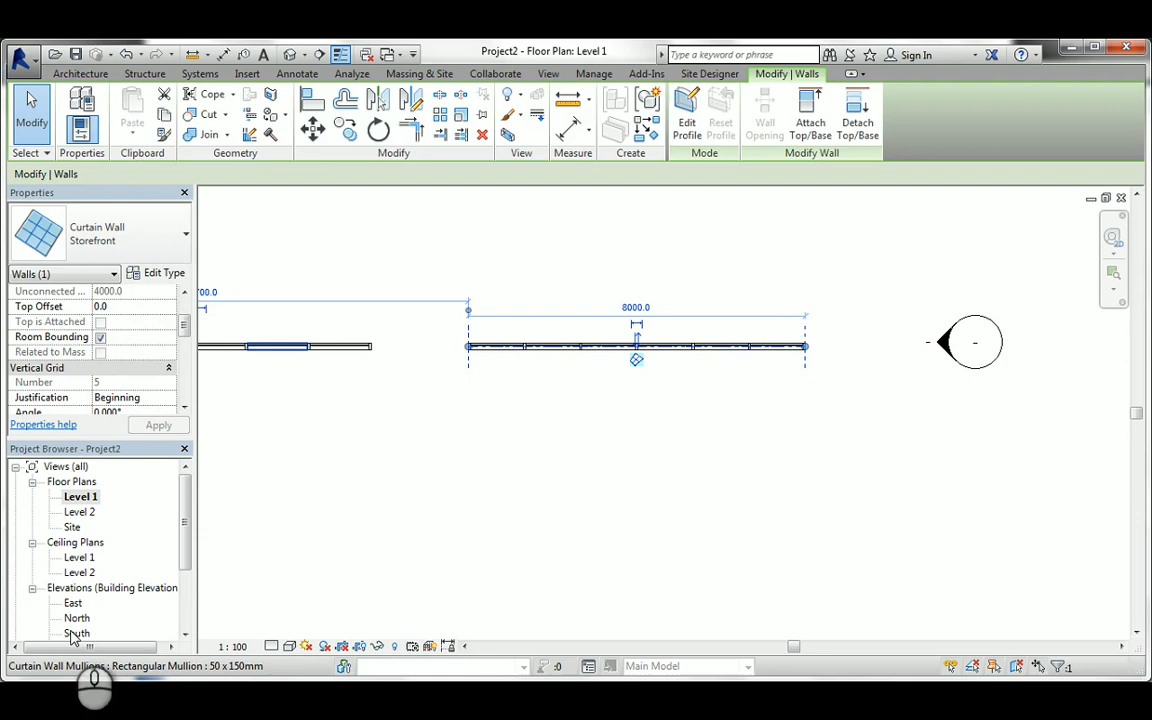 Project2 - Floor Plan: Level 1
Type a keyword or phrase
Sign In
Architecture Structure Systems Insert Annotate Analyze Massing & Site Collaborate View Manage Add-Ins Site Designer Modify | Walls
Modify
Select
Properties
Paste
Clipboard
Cope
Cut
Join
Geometry
Modify
View
Measure
Create
Edit Profile
Reset Profile
Mode
Wall Opening
Attach Top/Base
Detach Top/Base
Modify Wall
Modify | Walls
Properties
Curtain Wall
Storefront
Walls (1)
Edit Type
Unconnected ... 4000.0
Top Offset 0.0
Top is Attached
Room Bounding
Related to Mass
Vertical Grid
Number 5
Justification Beginning
Angle 0.000°
Properties help
Apply
700.0
8000.0
Project Browser - Project2
Views (all)
Floor Plans
Level 1
Level 2
Site
Ceiling Plans
Level 1
Level 2
Elevations (Building Elevation
East
North
South
1 : 100
Curtain Wall Mullions : Rectangular Mullion : 50 x 150mm
:0
Main Model
:1